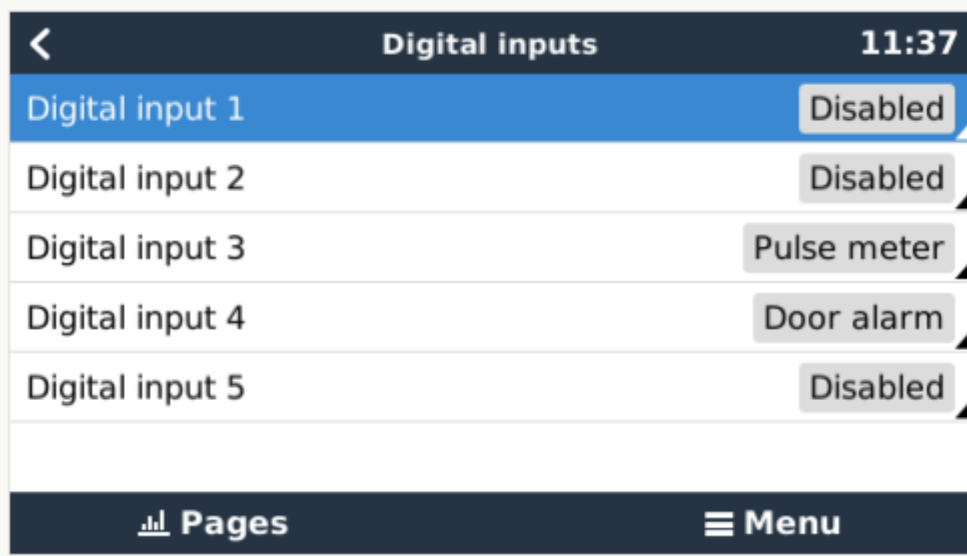 Digital inputs 11:37
Digital input 1 Disabled
Digital input 2 Disabled
Digital input 3 Pulse meter
Digital input 4 Door alarm
Digital input 5 Disabled
Pages Menu